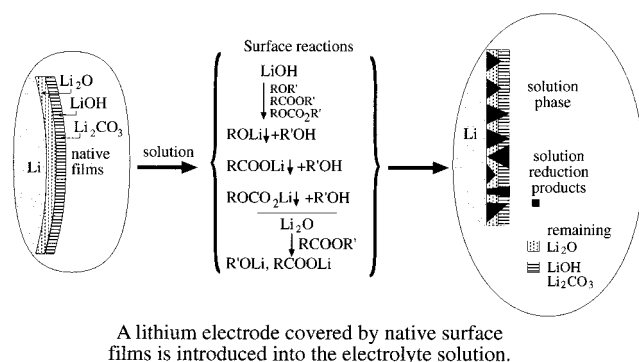 Li2O
LiOH
Li2CO3
native
films
Li
solution
Surface reactions
LiOH
ROR'
RCOOR'
ROCO2R'
ROLi↓+R'OH
RCOOLi↓+R'OH
ROCO2Li↓+R'OH
Li2O
RCOOR'
R'OLi, RCOOLi
Li
solution
phase
solution
reduction
products
remaining
Li2O
LiOH
Li2CO3
A lithium electrode covered by native surface
films is introduced into the electrolyte solution.